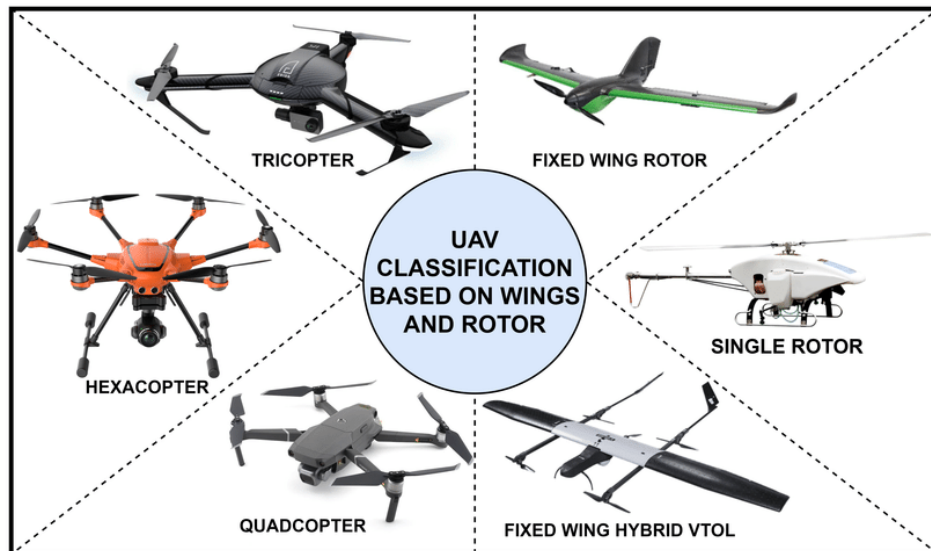 TRICOPTER
FIXED WING ROTOR
UAV
CLASSIFICATION
BASED ON WINGS
AND ROTOR
SINGLE ROTOR
HEXACOPTER
QUADCOPTER
FIXED WING HYBRID VTOL